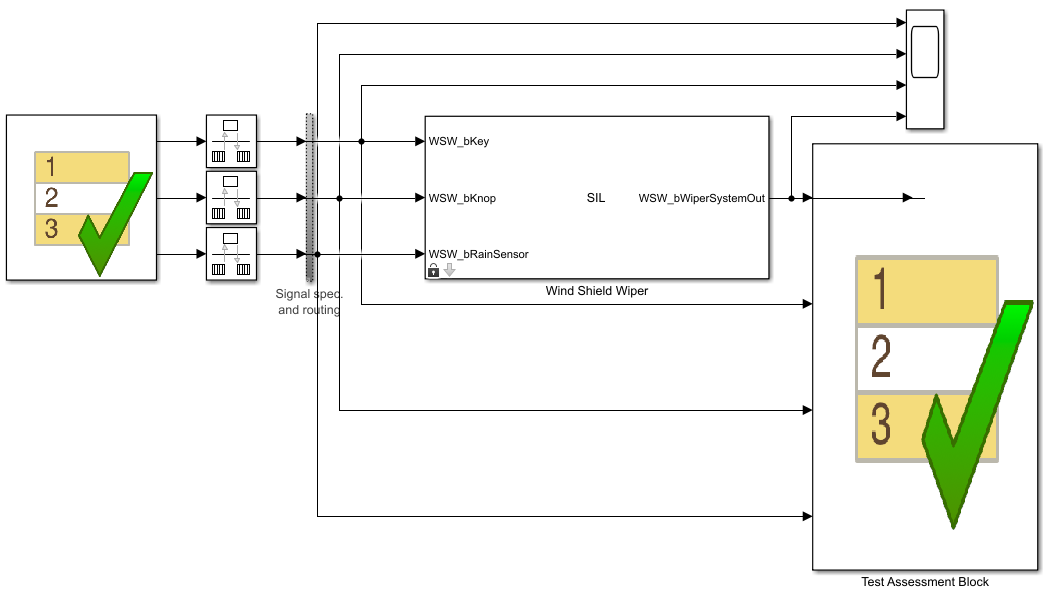 1
2
3
WSW_bKey
WSW_bKnop
SIL
WSW_bWiperSystemOut
WSW_bRainSensor
Signal spec.
and routing
Wind Shield Wiper
1
2
3
Test Assessment Block